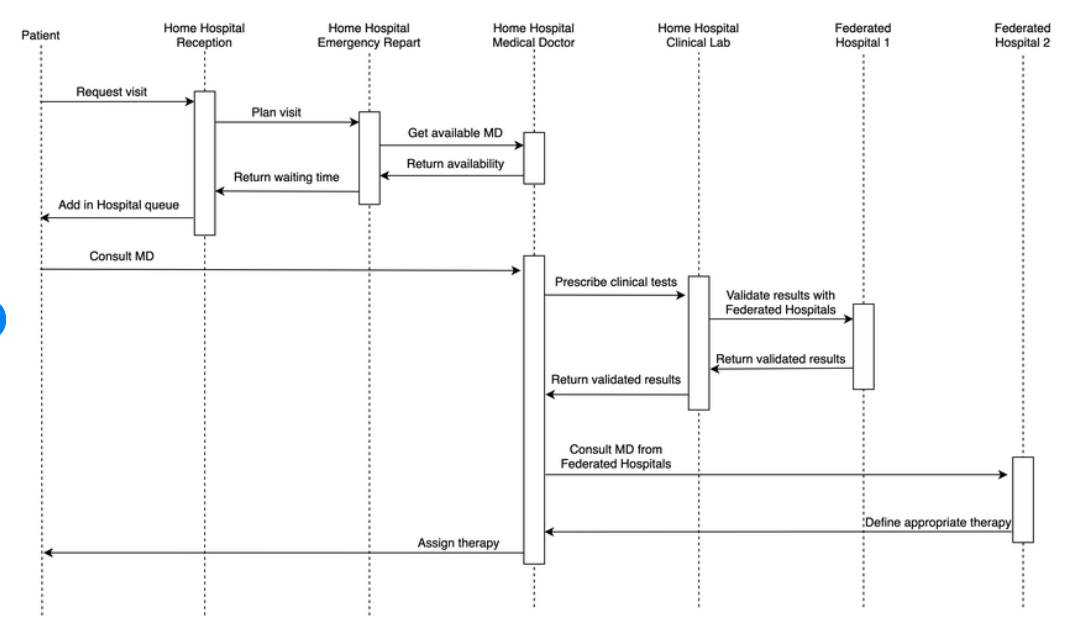 Patient
Home Hospital
Reception
Home Hospital
Emergency Repart
Home Hospital
Medical Doctor
Home Hospital
Clinical Lab
Federated
Hospital 1
Federated
Hospital 2
Request visit
Plan visit
Get available MD
Return availability
Return waiting time
Add in Hospital queue
Consult MD
Prescribe clinical tests
Validate results with
Federated Hospitals
Return validated results
Return validated results
Consult MD from
Federated Hospitals
Define appropriate therapy
Assign therapy